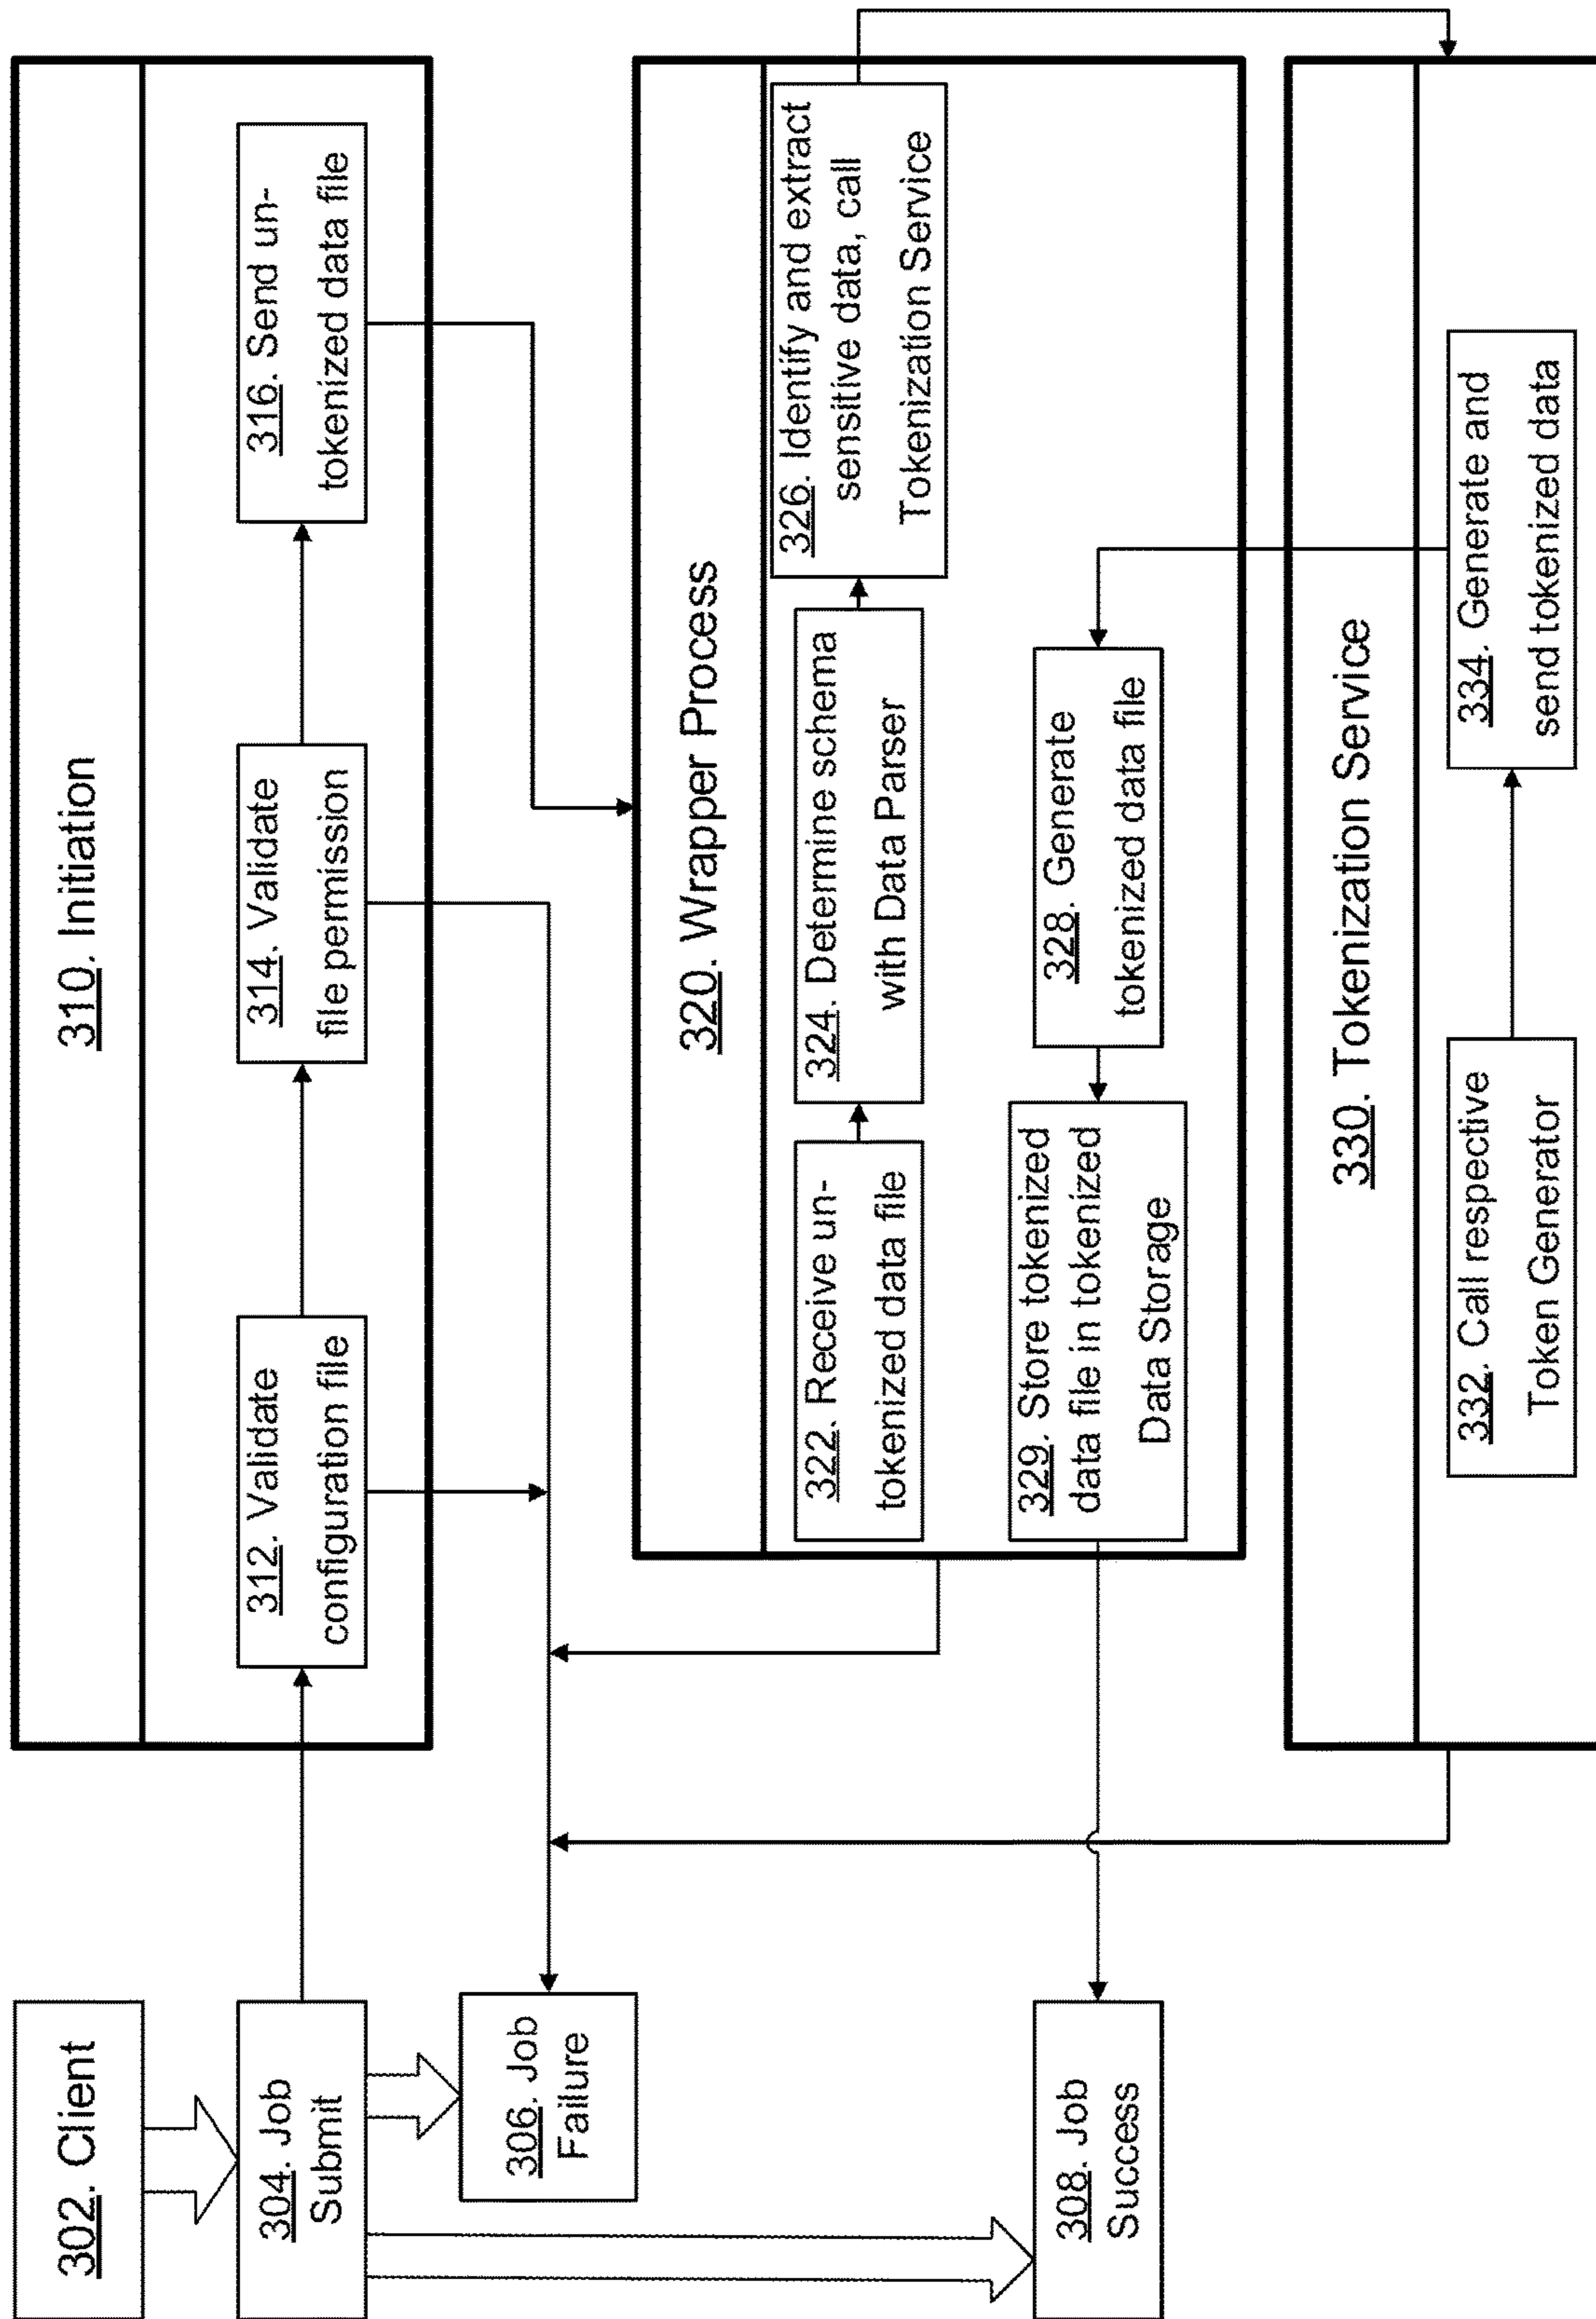 302. Client
304. Job
Submit
306. Job
Failure
308. Job
Success
310. Initiation
312. Validate
configuration file
314. Validate
file permission
316. Send un-
tokenized data file
320. Wrapper Process
322. Receive un-
tokenized data file
324. Determine schema
with Data Parser
326. Identify and extract
sensitive data, call
Tokenization Service
328. Generate
tokenized data file
329. Store tokenized
data file in tokenized
Data Storage
330. Tokenization Service
332. Call respective
Token Generator
334. Generate and
send tokenized data